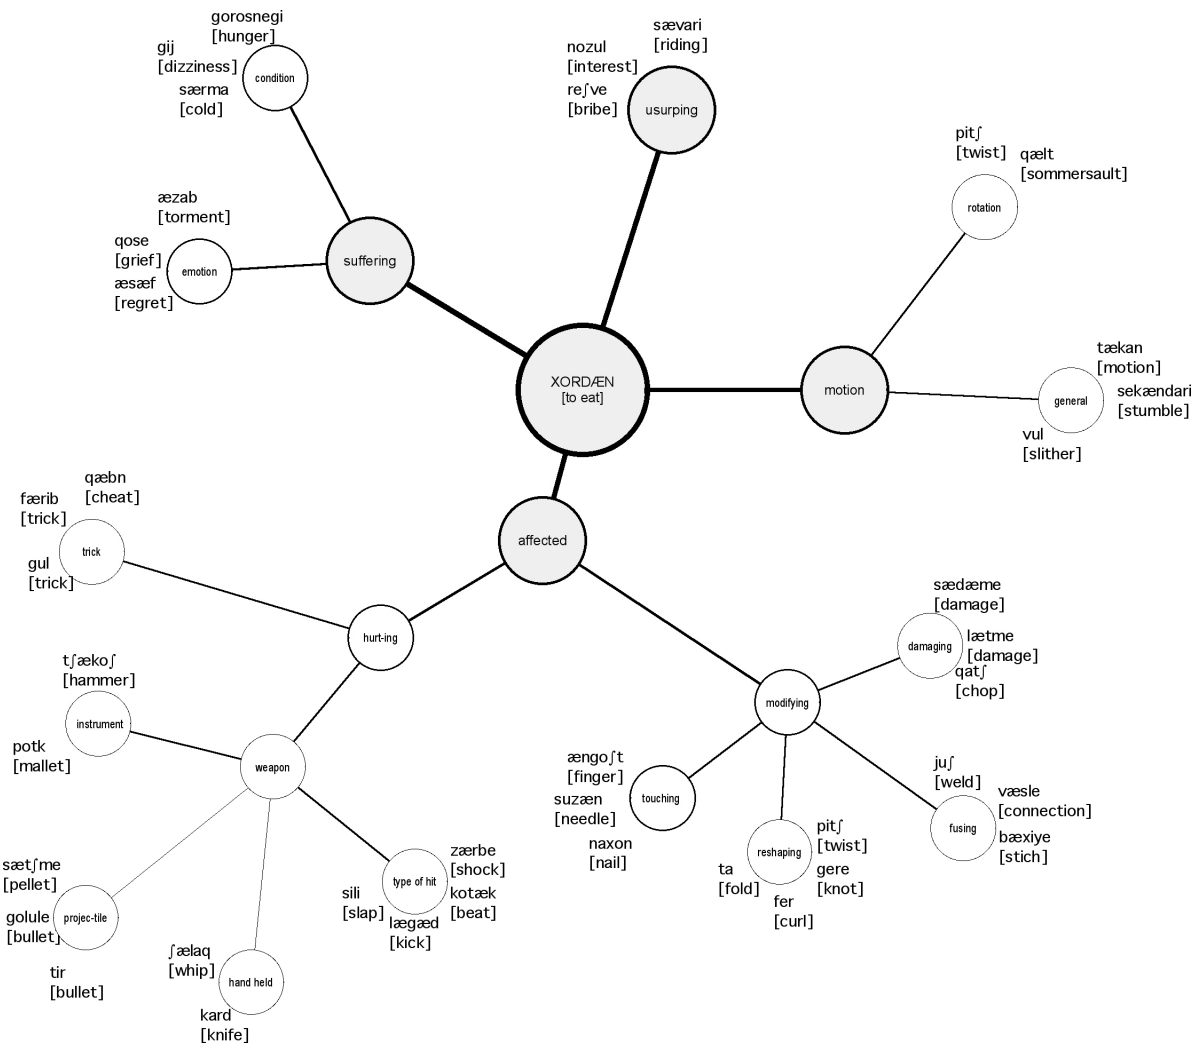 gorosnegi
[hunger]
gij
[dizziness]
særma
[cold]
condition
sævari
[riding]
nozul
[interest]
reʃve
[bribe]
usurping
pitʃ
[twist]
qælt
[sommersault]
rotation
æzab
[torment]
qose
[grief]
æsæf
[regret]
emotion
suffering
XORDÆN
[to eat]
motion
tækan
[motion]
sekændari
[stumble]
vul
[slither]
general
affected
qæbn
[cheat]
færib
[trick]
gul
[trick]
trick
hurt-ing
tʃækoʃ
[hammer]
instrument
potk
[mallet]
weapon
sætʃme
[pellet]
golule
[bullet]
tir
[bullet]
projec-tile
ʃælaq
[whip]
kard
[knife]
hand held
zærbe
[shock]
kotæk
[beat]
sili
[slap]
lægæd
[kick]
type of hit
modifying
sædæme
[damage]
lætme
[damage]
qatʃ
[chop]
damaging
ængoʃt
[finger]
suzæn
[needle]
naxon
[nail]
touching
pitʃ
[twist]
gere
[knot]
ta
[fold]
fer
[curl]
reshaping
juʃ
[weld]
væsle
[connection]
bæxiye
[stich]
fusing